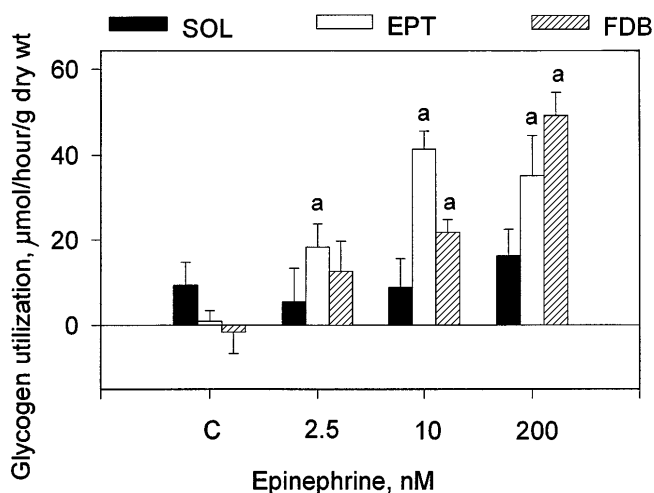 SOL EPT FDB
Glycogen utilization, µmol/hour/g dry wt
60
40
20
0
a
a
a
a
a
C 2.5 10 200
Epinephrine, nM